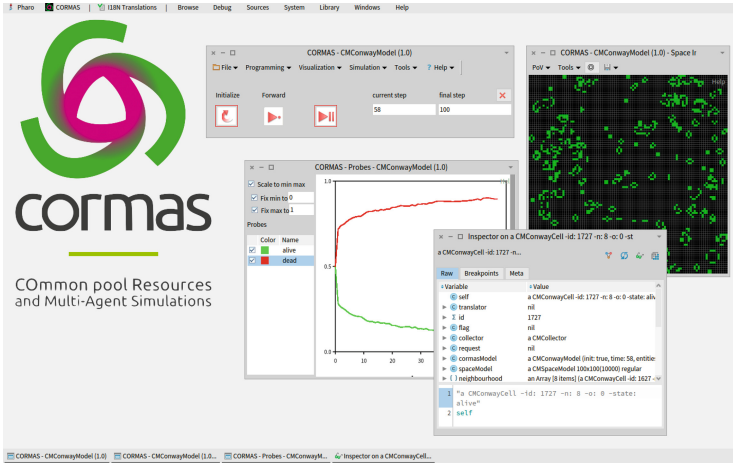 Pharo CORMAS I18N Translations Browse Debug Sources System Library Windows Help
cormas
COmmon pool Resources
and Multi-Agent Simulations
CORMAS - CMConwayModel (1.0)
File Programming Visualization Simulation Tools ? Help
Initialize Forward current step final step
58 100
CORMAS - CMConwayModel (1.0) - Space
PoV Tools
Help
CORMAS - Probes - CMConwayModel (1.0)
Scale to min max
Fix min to 0
Fix max to 1
Probes
Color Name
alive
dead
1.0
0.5
0.0
0 10 20 30
Inspector on a CMConwayCell -id: 1727 -n: 8 -o: 0 -st
a CMConwayCell -id: 1727 -n...
Raw Breakpoints Meta
Variable Value
self a CMConwayCell -id: 1727 -n: 8 -o: 0 -state: aliv
translator nil
Σ id 1727
flag nil
collector a CMCollector
request nil
cormasModel a CMConwayModel (init: true, time: 58, entitie
spaceModel a CMSpaceModel 100x100(10000) regular
( ) neighbourhood an Array [8 items] (a CMConwayCell -id: 1627 -
1 "a CMConwayCell -id: 1727 -n: 8 -o: 0 -state:
alive"
2 self
CORMAS - CMConwayModel (1.0) CORMAS - CMConwayModel (1.0... CORMAS - Probes - CMConwayM... Inspector on a CMConwayCell...